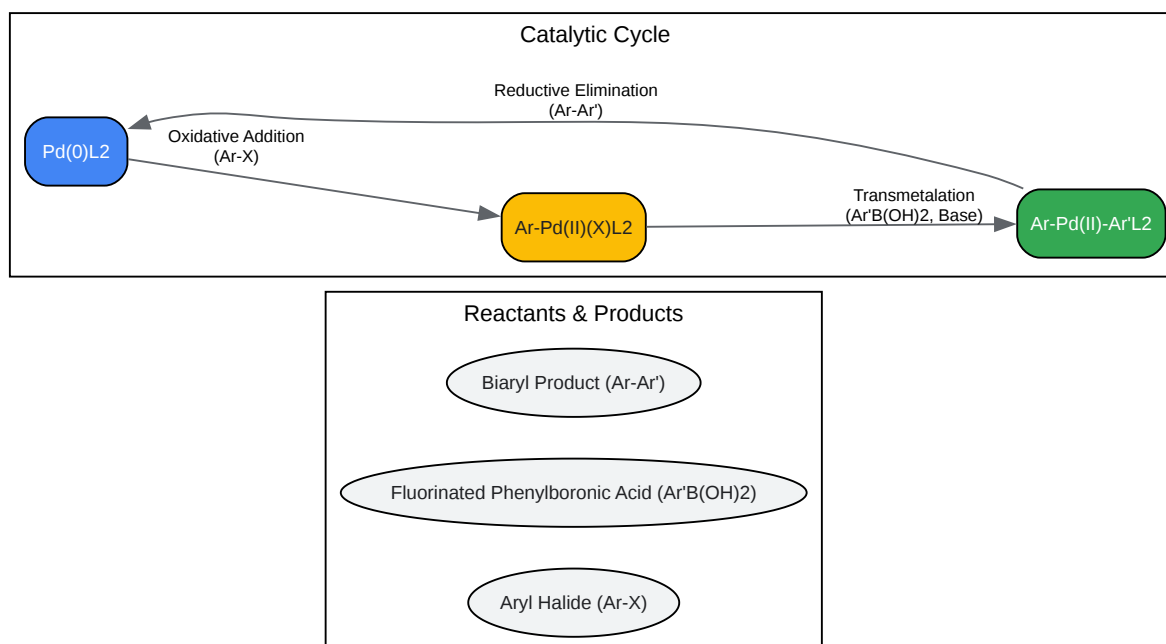 Catalytic Cycle
Reductive Elimination
(Ar-Ar')
Oxidative Addition
(Ar-X)
Pd(0)L2
Transmetalation
(Ar'B(OH)2, Base)
Ar-Pd(II)(X)L2
Ar-Pd(II)-Ar'L2
Reactants & Products
Biaryl Product (Ar-Ar')
Fluorinated Phenylboronic Acid (Ar'B(OH)2)
Aryl Halide (Ar-X)